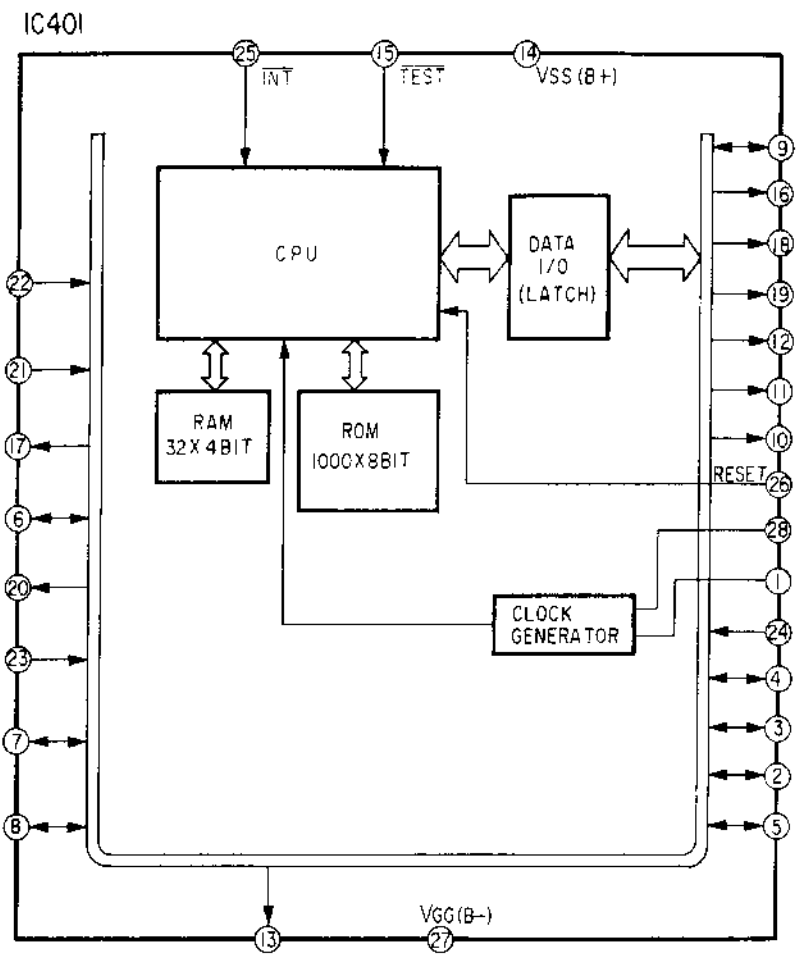 IC401
25 15 14
INT TEST VSS (B+)
9
16
CPU
DATA
I/O
(LATCH)
18
22
19
12
21
11
RAM
32X4BIT
ROM
1000X8BIT
17
10
RESET
26
6
28
20
1
CLOCK
GENERATOR
24
23
4
3
7
2
8
5
VGG(B-)
13 27